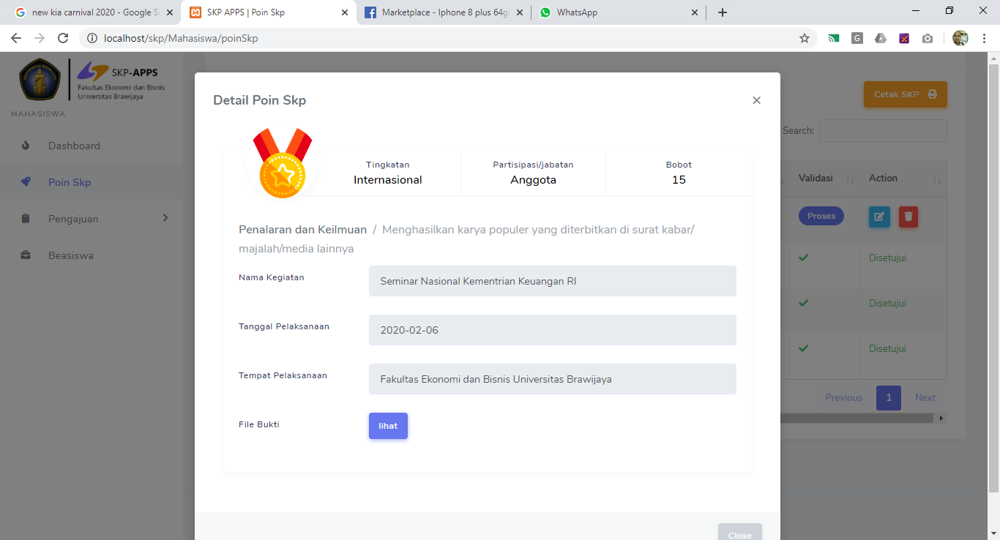 new kia carnival 2020 - Google S
SKP APPS | Poin Skp
Marketplace - Iphone 8 plus 64gi
WhatsApp
localhost/skp/Mahasiswa/poinSkp
SKP-APPS
Fakultas Ekonomi dan Bisnis
Universitas Brawijaya
MAHASISWA
Dashboard
Poin Skp
Pengajuan
Beasiswa
Detail Poin Skp
Tingkatan
Internasional
Partisipasi/jabatan
Anggota
Bobot
15
Penalaran dan Keilmuan / Menghasilkan karya populer yang diterbitkan di surat kabar/
majalah/media lainnya
Nama Kegiatan
Seminar Nasional Kementrian Keuangan RI
Tanggal Pelaksanaan
2020-02-06
Tempat Pelaksanaan
Fakultas Ekonomi dan Bisnis Universitas Brawijaya
File Bukti
lihat
Close
Cetak SKP
Search:
Validasi
Action
Proses
Disetujui
Disetujui
Disetujui
Previous
1
Next